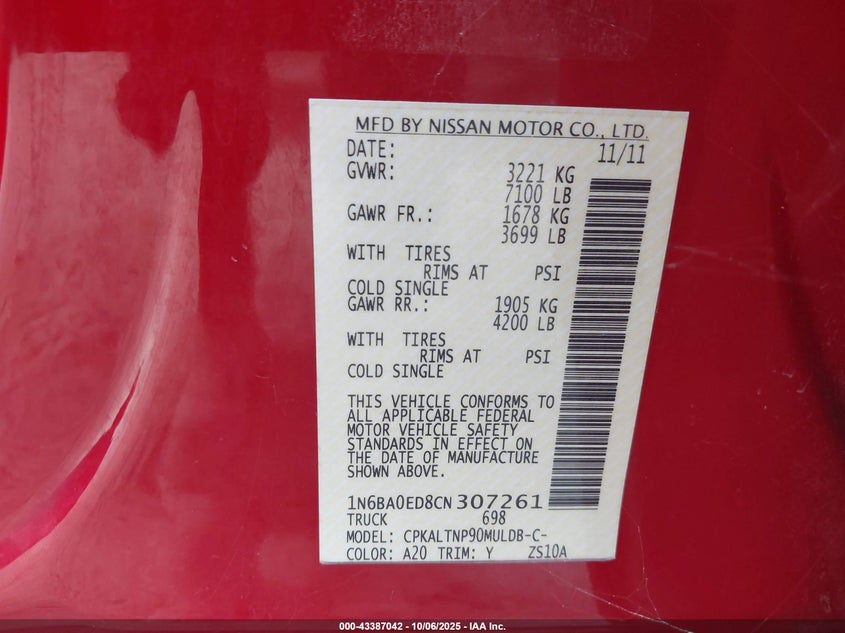 MFD BY NISSAN MOTOR CO., LTD.
DATE: 11/11
GVWR: 3221 KG
7100 LB
GAWR FR.: 1678 KG
3699 LB
WITH TIRES
RIMS AT PSI
COLD SINGLE
GAWR RR.: 1905 KG
4200 LB
WITH TIRES
RIMS AT PSI
COLD SINGLE
THIS VEHICLE CONFORMS TO
ALL APPLICABLE FEDERAL
MOTOR VEHICLE SAFETY
STANDARDS IN EFFECT ON
THE DATE OF MANUFACTURE
SHOWN ABOVE.
1N6BA0ED8CN307261
TRUCK 698
MODEL: CPKALTNP90MULDB-C-
COLOR: A20 TRIM: Y ZS10A
000-43387042 - 10/06/2025 - IAA Inc.